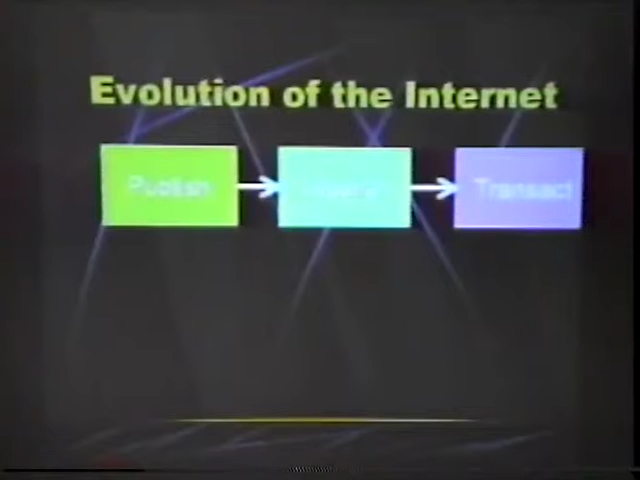 Evolution of the Internet
Publish
Transact